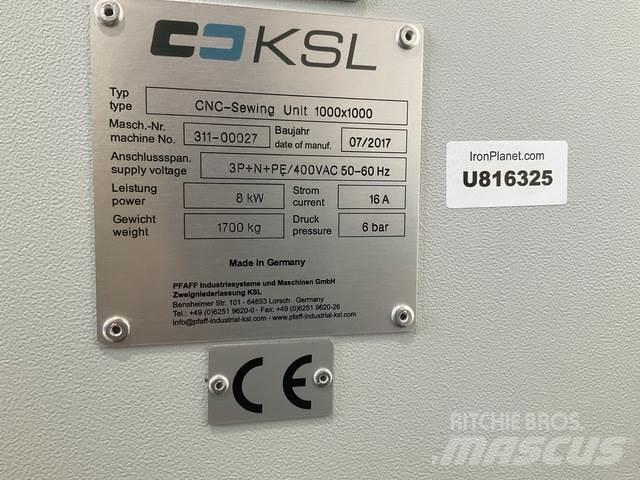 KSL
Typ
type
CNC-Sewing Unit 1000x1000
Masch.-Nr.
machine No.
311-00027
Baujahr
date of manuf.
07/2017
Anschlussspan.
supply voltage
3P+N+PE/400VAC 50-60 Hz
Leistung
power
8 kW
Strom
current
16 A
Gewicht
weight
1700 kg
Druck
pressure
6 bar
Made in Germany
PFAFF Industriesysteme und Maschinen GmbH
Zweigniederlassung KSL
Bensheimer Str. 101 - 64653 Lorsch Germany
Tel.: +49 (0)6251 9620-0 - Fax: +49 (0)6251 9620-26
info@pfaff-industrial-ksl.com - www.pfaff-industrial-ksl.com
CE
IronPlanet.com
U816325
RITCHIE BROS.
MASCUS